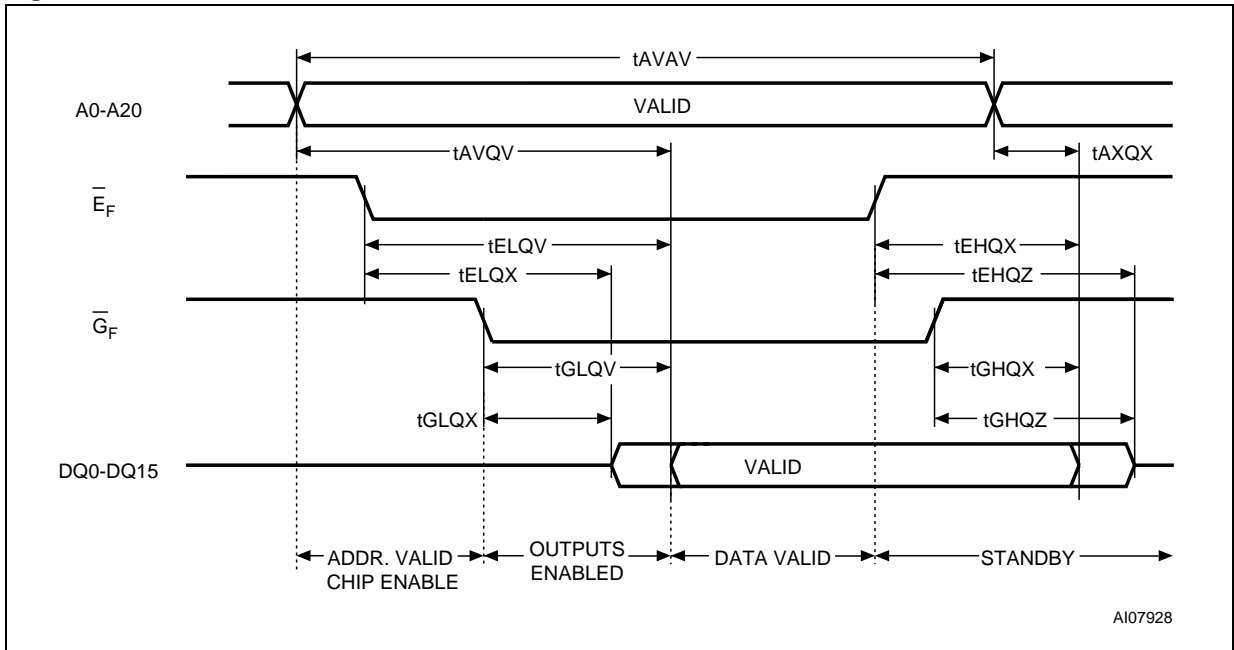 tAVAV
A0-A20
VALID
tAVQV
tAXQX
E̅F
tELQV
tEHQX
tELQX
tEHQZ
G̅F
tGLQV
tGHQX
tGLQX
tGHQZ
DQ0-DQ15
VALID
ADDR. VALID
CHIP ENABLE
OUTPUTS
ENABLED
DATA VALID
STANDBY
AI07928